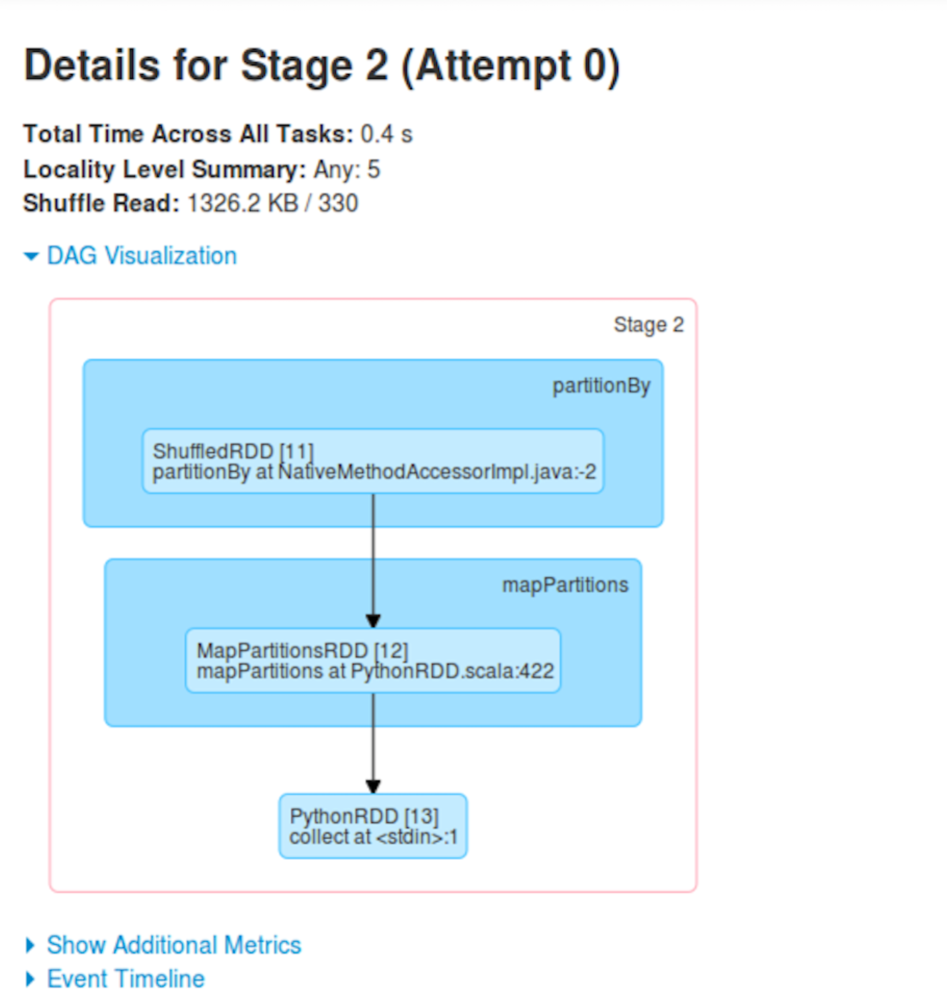 Details for Stage 2 (Attempt 0)
Total Time Across All Tasks: 0.4 s
Locality Level Summary: Any: 5
Shuffle Read: 1326.2 KB / 330
DAG Visualization
Stage 2
partitionBy
ShuffledRDD [11]
partitionBy at NativeMethodAccessorImpl.java:-2
mapPartitions
MapPartitionsRDD [12]
mapPartitions at PythonRDD.scala:422
PythonRDD [13]
collect at <stdin>:1
Show Additional Metrics
Event Timeline